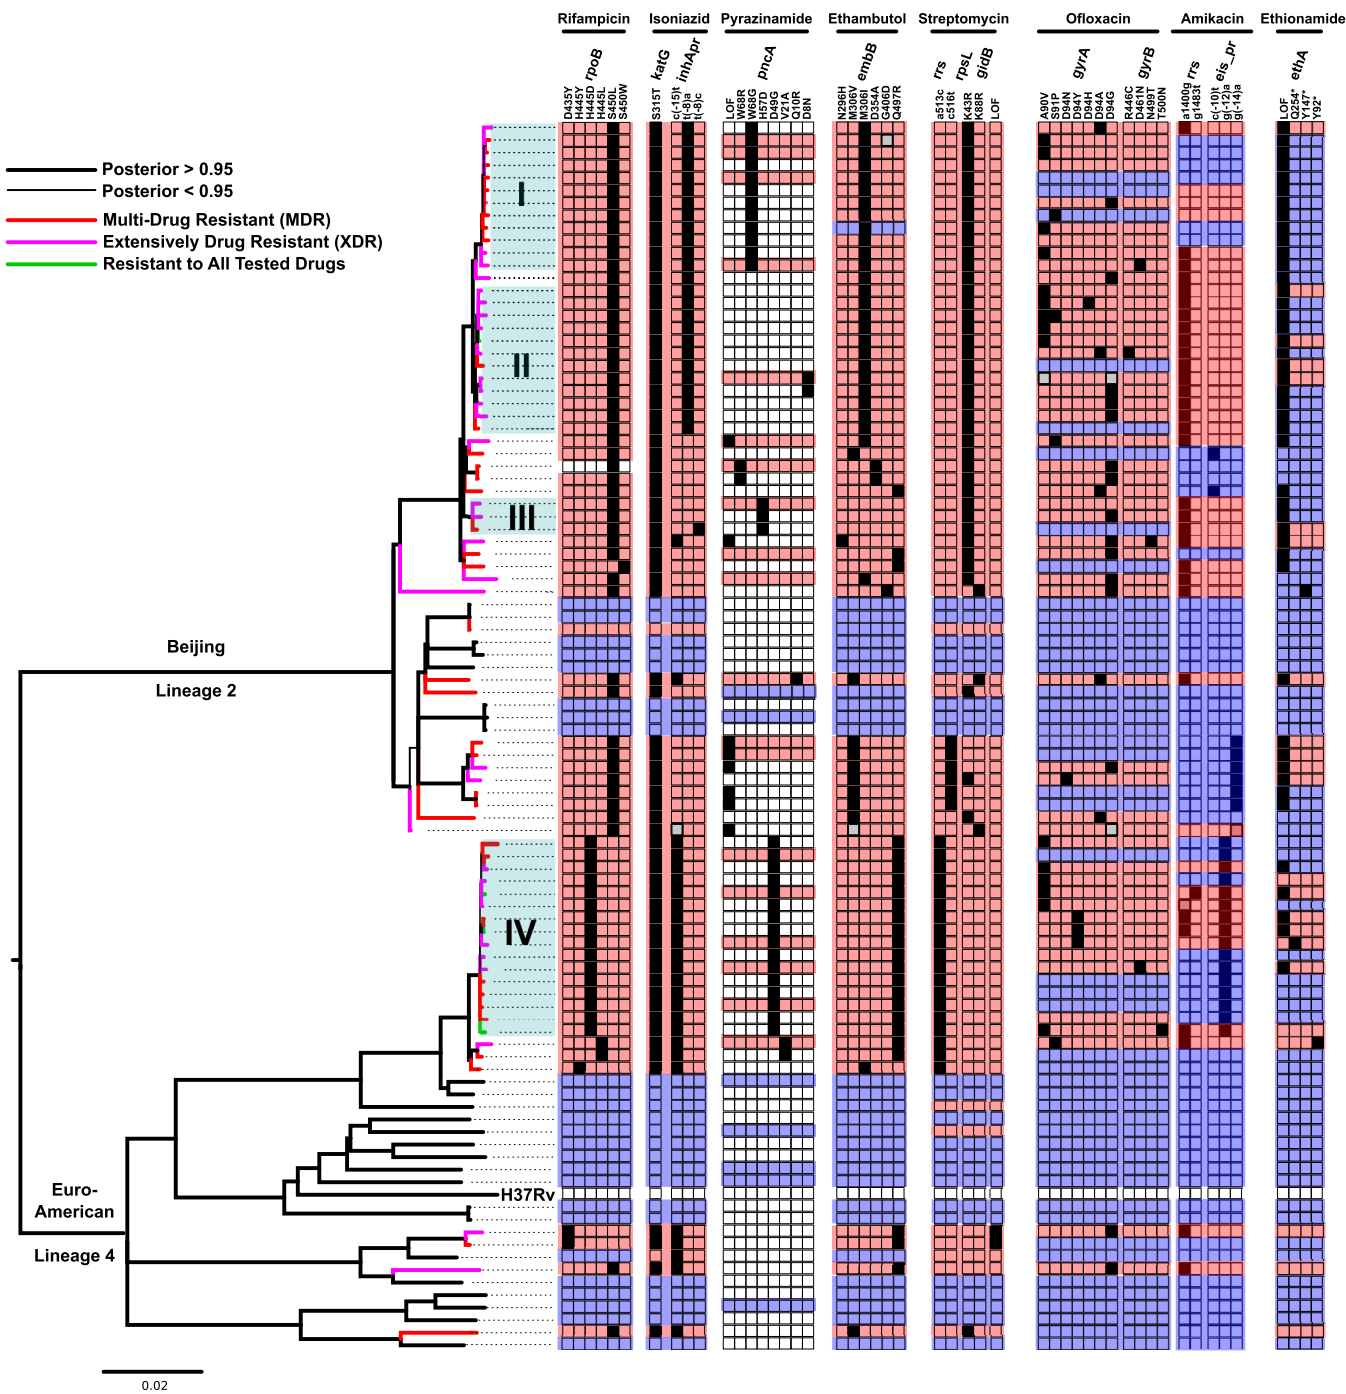 Rifampicin Isoniazid Pyrazinamide Ethambutol Streptomycin Ofloxacin Amikacin Ethionamide
rpoB katG inhApr pncA embB rrs rpsL gidB gyrA gyrB rrs eis_pr ethA
D435Y H445Y H445D H445L S450L S450W S315T c(-15)t t(-8)a t(-8)c LOF W68R W68G H57D D49G V21A Q10R D8N N296H M306V M306I D354A G406D Q497R a513c c516t K43R K88R LOF A90V S91P D94N D94Y D94H D94A D94G R446C D461N N499T T500N a1400g g1483t c(-10)t g(-12)a g(-14)a LOF Q254* Y147* Y92*
Posterior > 0.95
Posterior < 0.95
Multi-Drug Resistant (MDR)
Extensively Drug Resistant (XDR)
Resistant to All Tested Drugs
I
II
III
Beijing
Lineage 2
IV
Euro-
American
H37Rv
Lineage 4
0.02